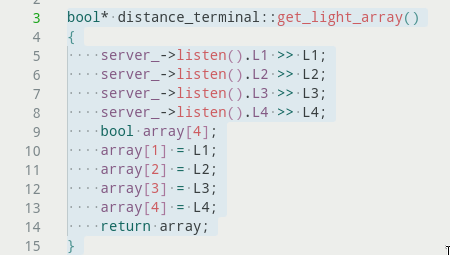 3 bool* distance_terminal::get_light_array()
4 {
5 server_->listen().L1 >> L1;
6 server_->listen().L2 >> L2;
7 server_->listen().L3 >> L3;
8 server_->listen().L4 >> L4;
9 bool array[4];
10 array[1] = L1;
11 array[2] = L2;
12 array[3] = L3;
13 array[4] = L4;
14 return array;
15 }